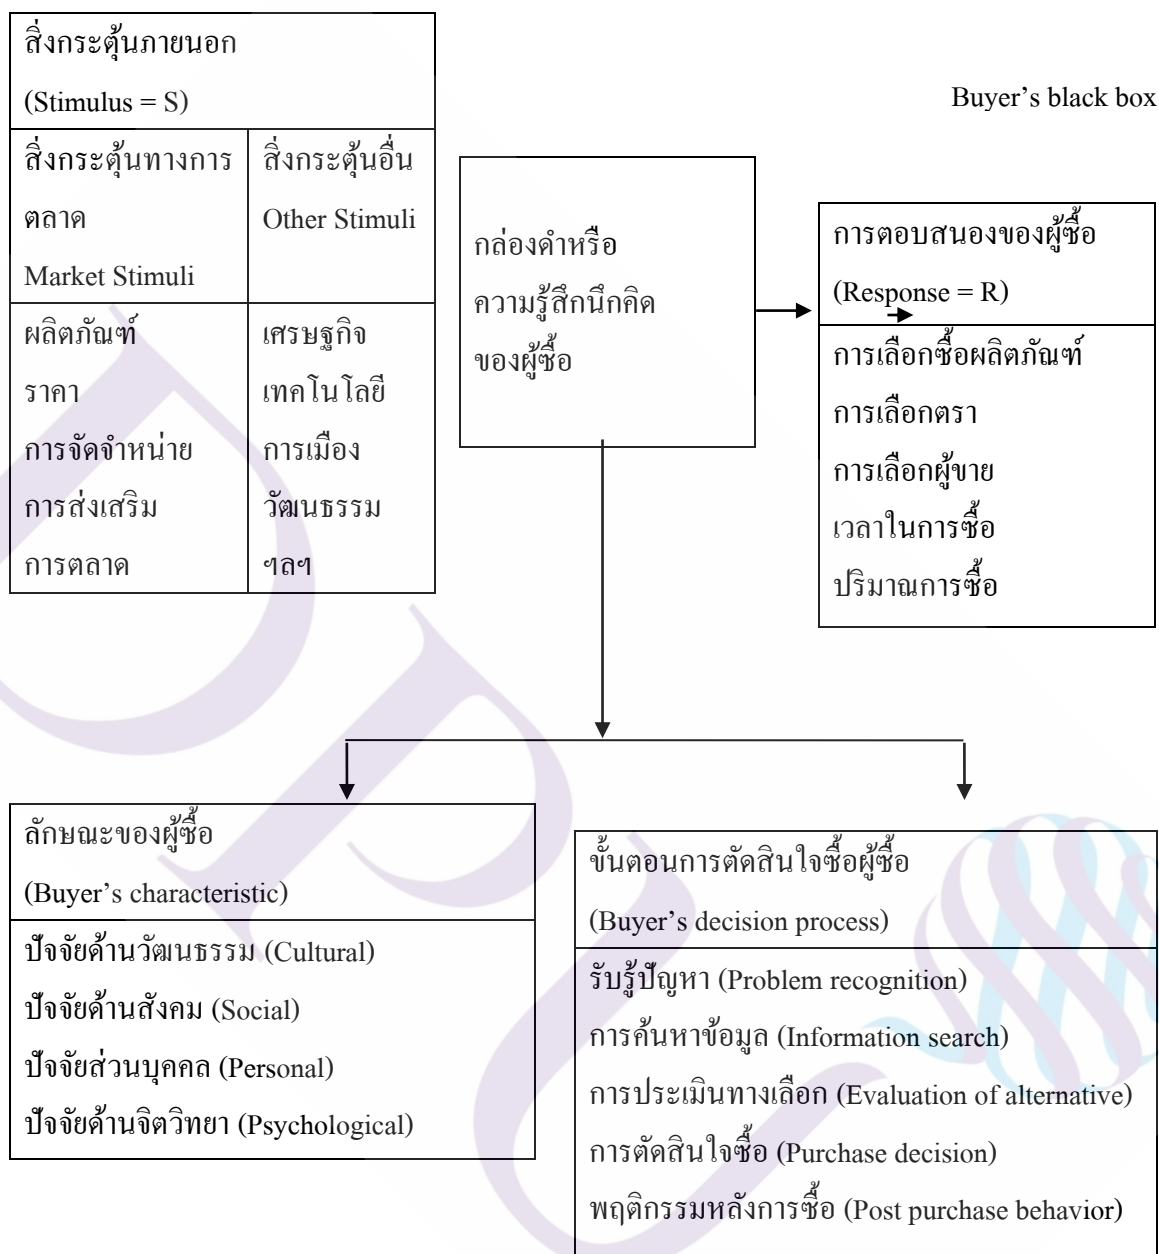 สิ่งกระตุ้นภายนอก
(Stimulus = S)
Buyer’s black box
สิ่งกระตุ้นทางการ
ตลาด
Market Stimuli
สิ่งกระตุ้นอื่น
Other Stimuli
ผลิตภัณฑ์
ราคา
การจัดจำหน่าย
การส่งเสริม
การตลาด
เศรษฐกิจ
เทคโนโลยี
การเมือง
วัฒนธรรม
ฯลฯ
กล่องดำหรือ
ความรู้สึกนึกคิด
ของผู้ซื้อ
การตอบสนองของผู้ซื้อ
(Response = R)
การเลือกซื้อผลิตภัณฑ์
การเลือกตรา
การเลือกผู้ขาย
เวลาในการซื้อ
ปริมาณการซื้อ
ลักษณะของผู้ซื้อ
(Buyer’s characteristic)
ปัจจัยด้านวัฒนธรรม (Cultural)
ปัจจัยด้านสังคม (Social)
ปัจจัยส่วนบุคคล (Personal)
ปัจจัยด้านจิตวิทยา (Psychological)
ขั้นตอนการตัดสินใจซื้อผู้ซื้อ
(Buyer’s decision process)
รับรู้ปัญหา (Problem recognition)
การค้นหาข้อมูล (Information search)
การประเมินทางเลือก (Evaluation of alternative)
การตัดสินใจซื้อ (Purchase decision)
พฤติกรรมหลังการซื้อ (Post purchase behavior)